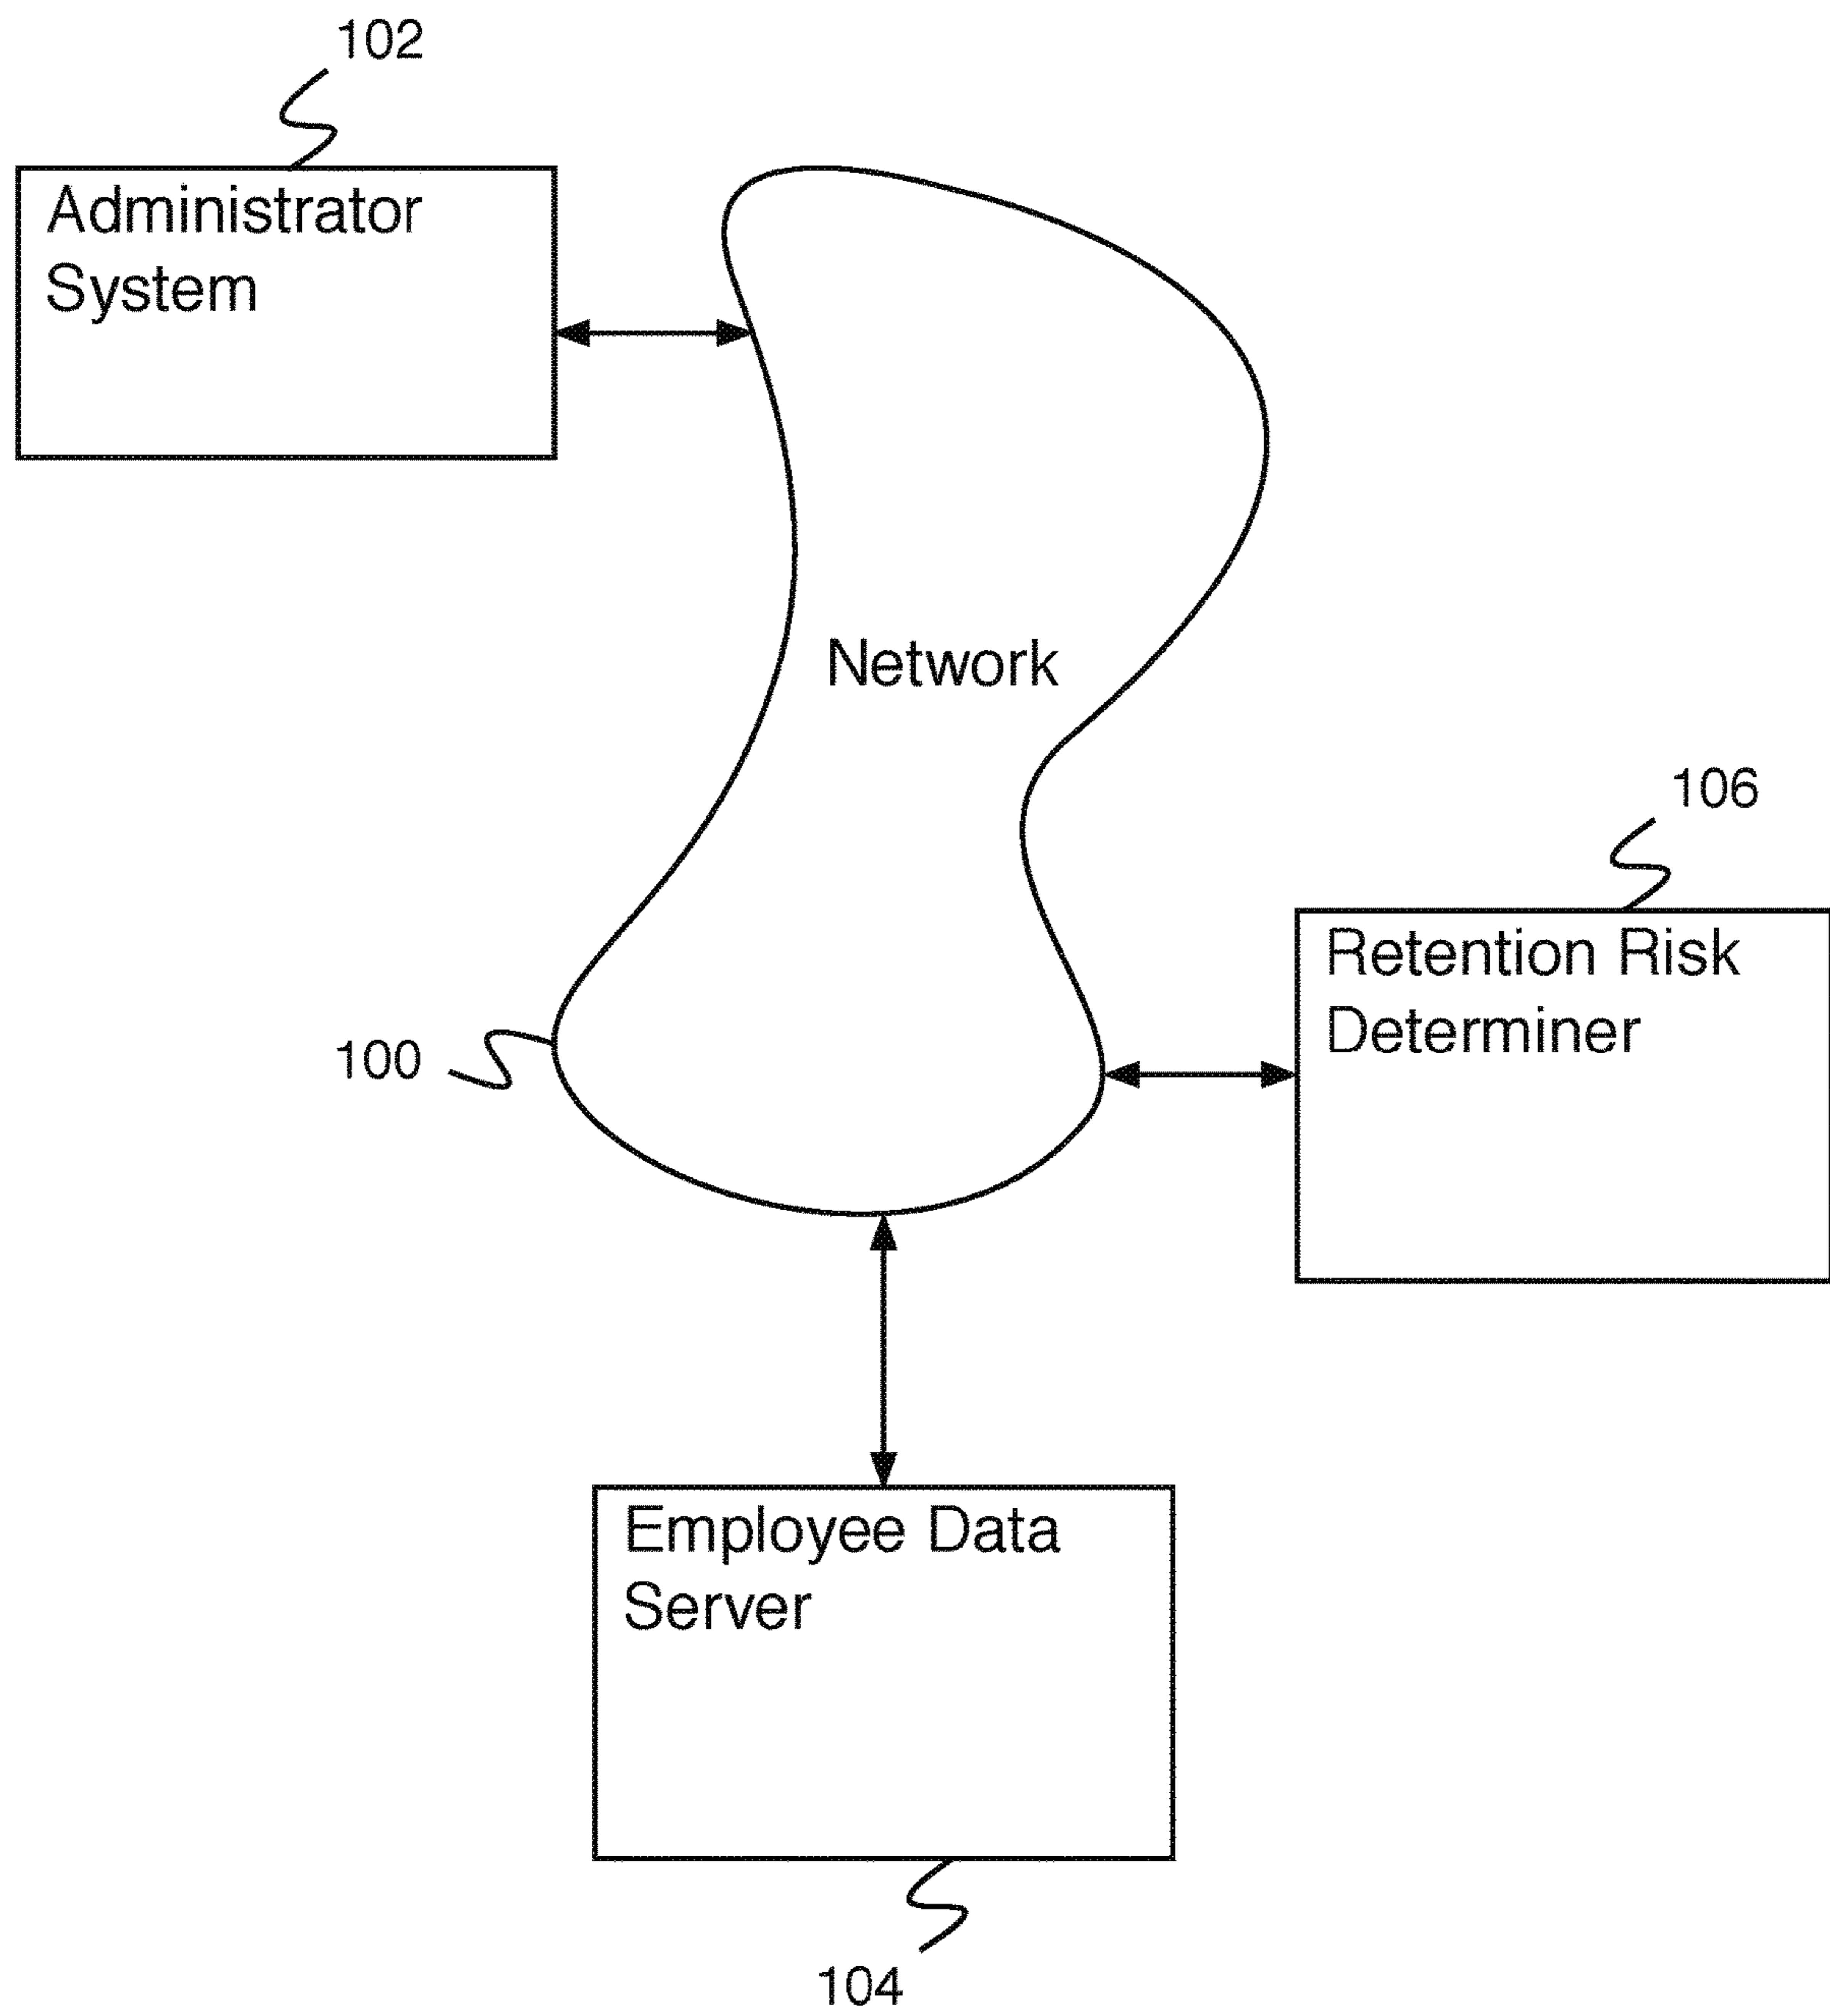 102
Administrator
System
Network
106
Retention Risk
Determiner
100
Employee Data
Server
104